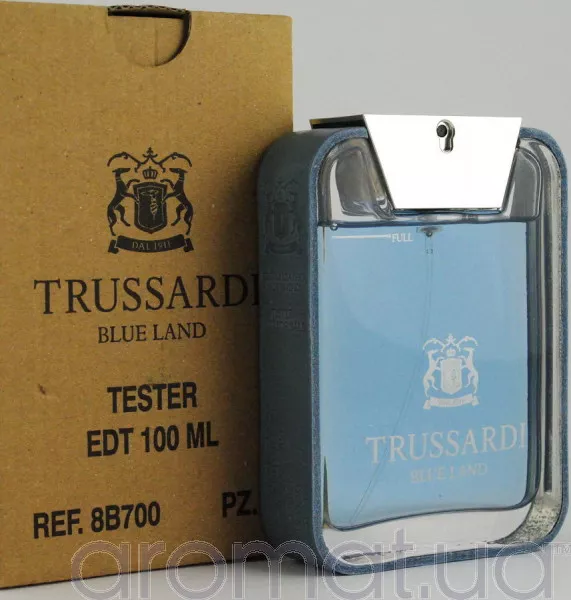 DAL 1911
TRUSSARDI
BLUE LAND
TESTER
EDT 100 ML
REF. 8B700 PZ.
FULL
TRUSSARDI
BLUE LAND
aromat.ua